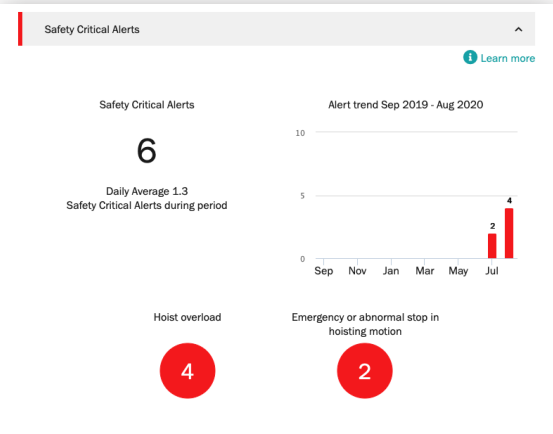 Safety Critical Alerts
Learn more
Safety Critical Alerts
6
Daily Average 1.3
Safety Critical Alerts during period
Alert trend Sep 2019 - Aug 2020
10
5
0
2
4
Sep Nov Jan Mar May Jul
Hoist overload
4
Emergency or abnormal stop in
hoisting motion
2